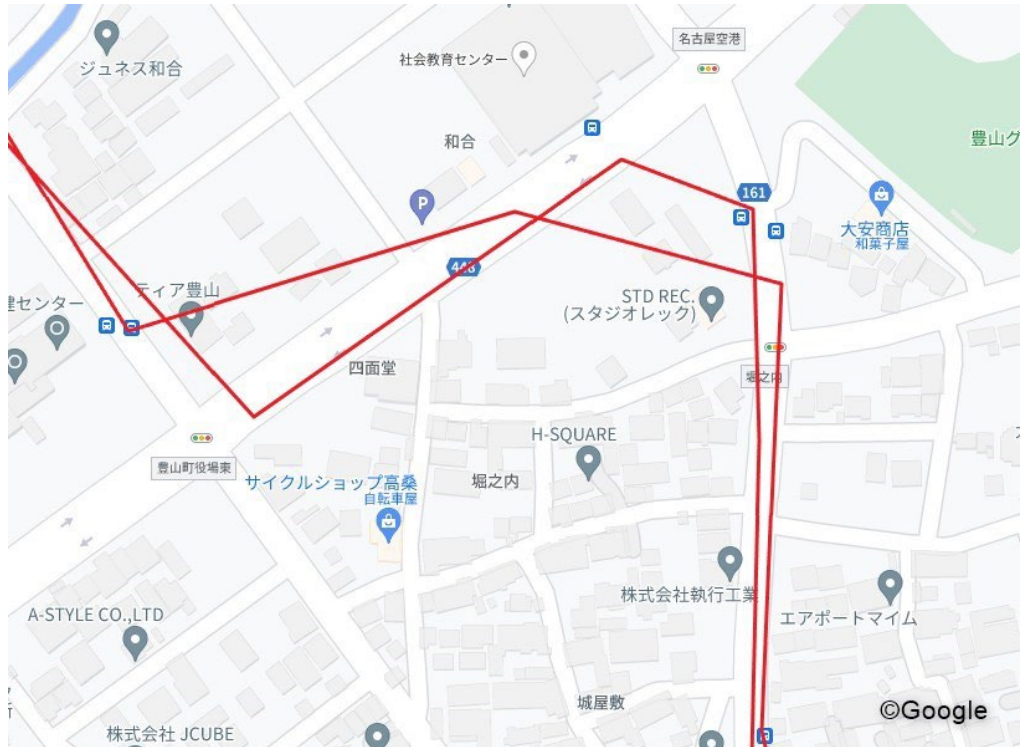 名古屋空港
ジュネス和合
社会教育センター
和合
豊山グ
P
161
大安商店
和菓子屋
448
建センター
ティア豊山
STD REC.
(スタジオレック)
四面堂
堀之内
H-SQUARE
豊山町役場東
サイクルショップ高桑
自転車屋
堀之内
株式会社執行工業
エアポートマイム
A-STYLE CO.,LTD
城屋敷
所
株式会社 JCUBE
©Google